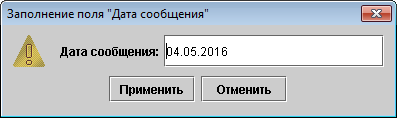 Заполнение поля "Дата сообщения"
Дата сообщения: 04.05.2016
Применить Отменить